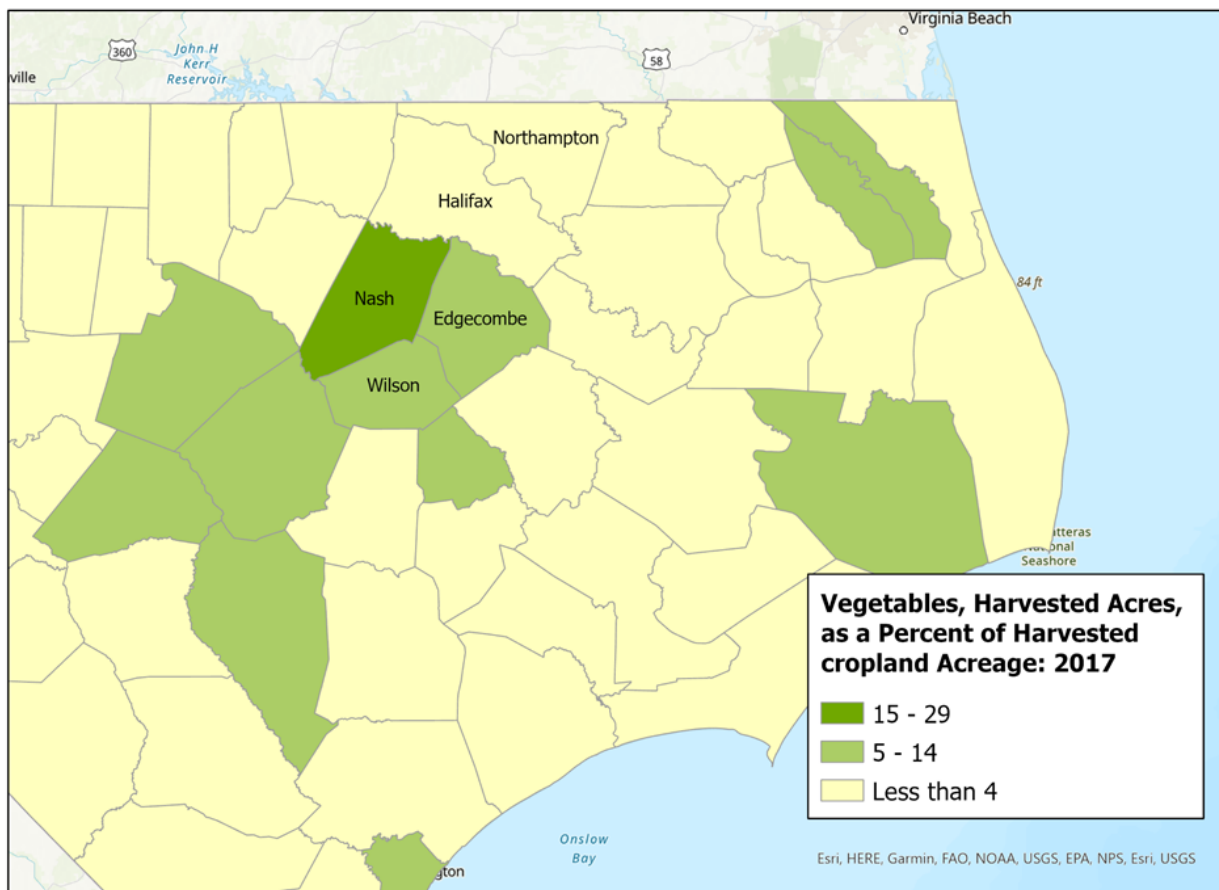 Virginia Beach
360
John H
Kerr
Reservoir
58
ville
Northampton
Halifax
84 ft
Nash
Edgecombe
Wilson
atteras
National
Seashore
Vegetables, Harvested Acres,
as a Percent of Harvested
cropland Acreage: 2017
15 - 29
5 - 14
Less than 4
Onslow
Bay
gton
Esri, HERE, Garmin, FAO, NOAA, USGS, EPA, NPS, Esri, USGS